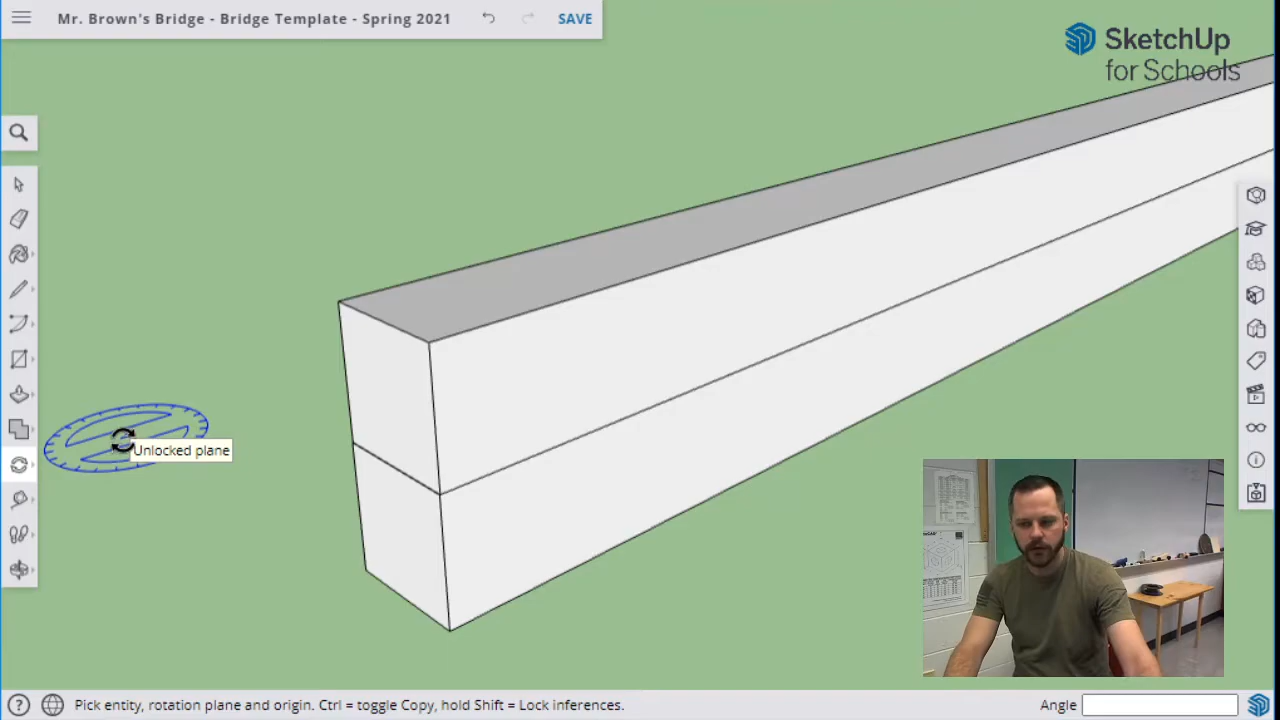 Mr. Brown's Bridge - Bridge Template - Spring 2021
SAVE
SketchUp
for Schools
Unlocked plane
Pick entity, rotation plane and origin. Ctrl = toggle Copy, hold Shift = Lock inferences.
Angle